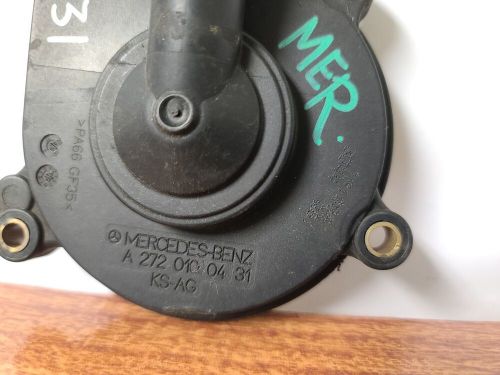 31
MER.
>PA66 GF35<
MERCEDES-BENZ
A 272 010 04 31
KS-AG